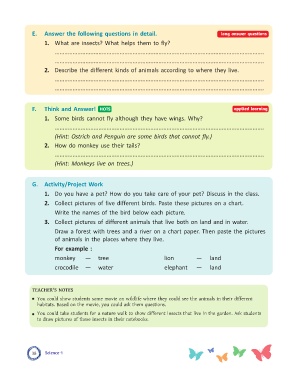 E. Answer the following questions in detail. long answer questions
1. What are insects? What helps them to fly?
2. Describe the different kinds of animals according to where they live.
F. Think and Answer! HOTS applied learning
1. Some birds cannot fly although they have wings. Why?
(Hint: Ostrich and Penguin are some birds that cannot fly.)
2. How do monkey use their tails?
(Hint: Monkeys live on trees.)
G. Activity/Project Work
1. Do you have a pet? How do you take care of your pet? Discuss in the class.
2. Collect pictures of five different birds. Paste these pictures on a chart.
Write the names of the bird below each picture.
3. Collect pictures of different animals that live both on land and in water.
Draw a forest with trees and a river on a chart paper. Then paste the pictures
of animals in the places where they live.
For example :
monkey — tree lion — land
crocodile — water elephant — land
TEACHER'S NOTES
• You could show students some movie on wildlife where they could see the animals in their different
habitats. Based on the movie, you could ask them questions.
• You could take students for a nature walk to show different insects that live in the garden. Ask students
to draw pictures of these insects in their notebooks.
Science-1